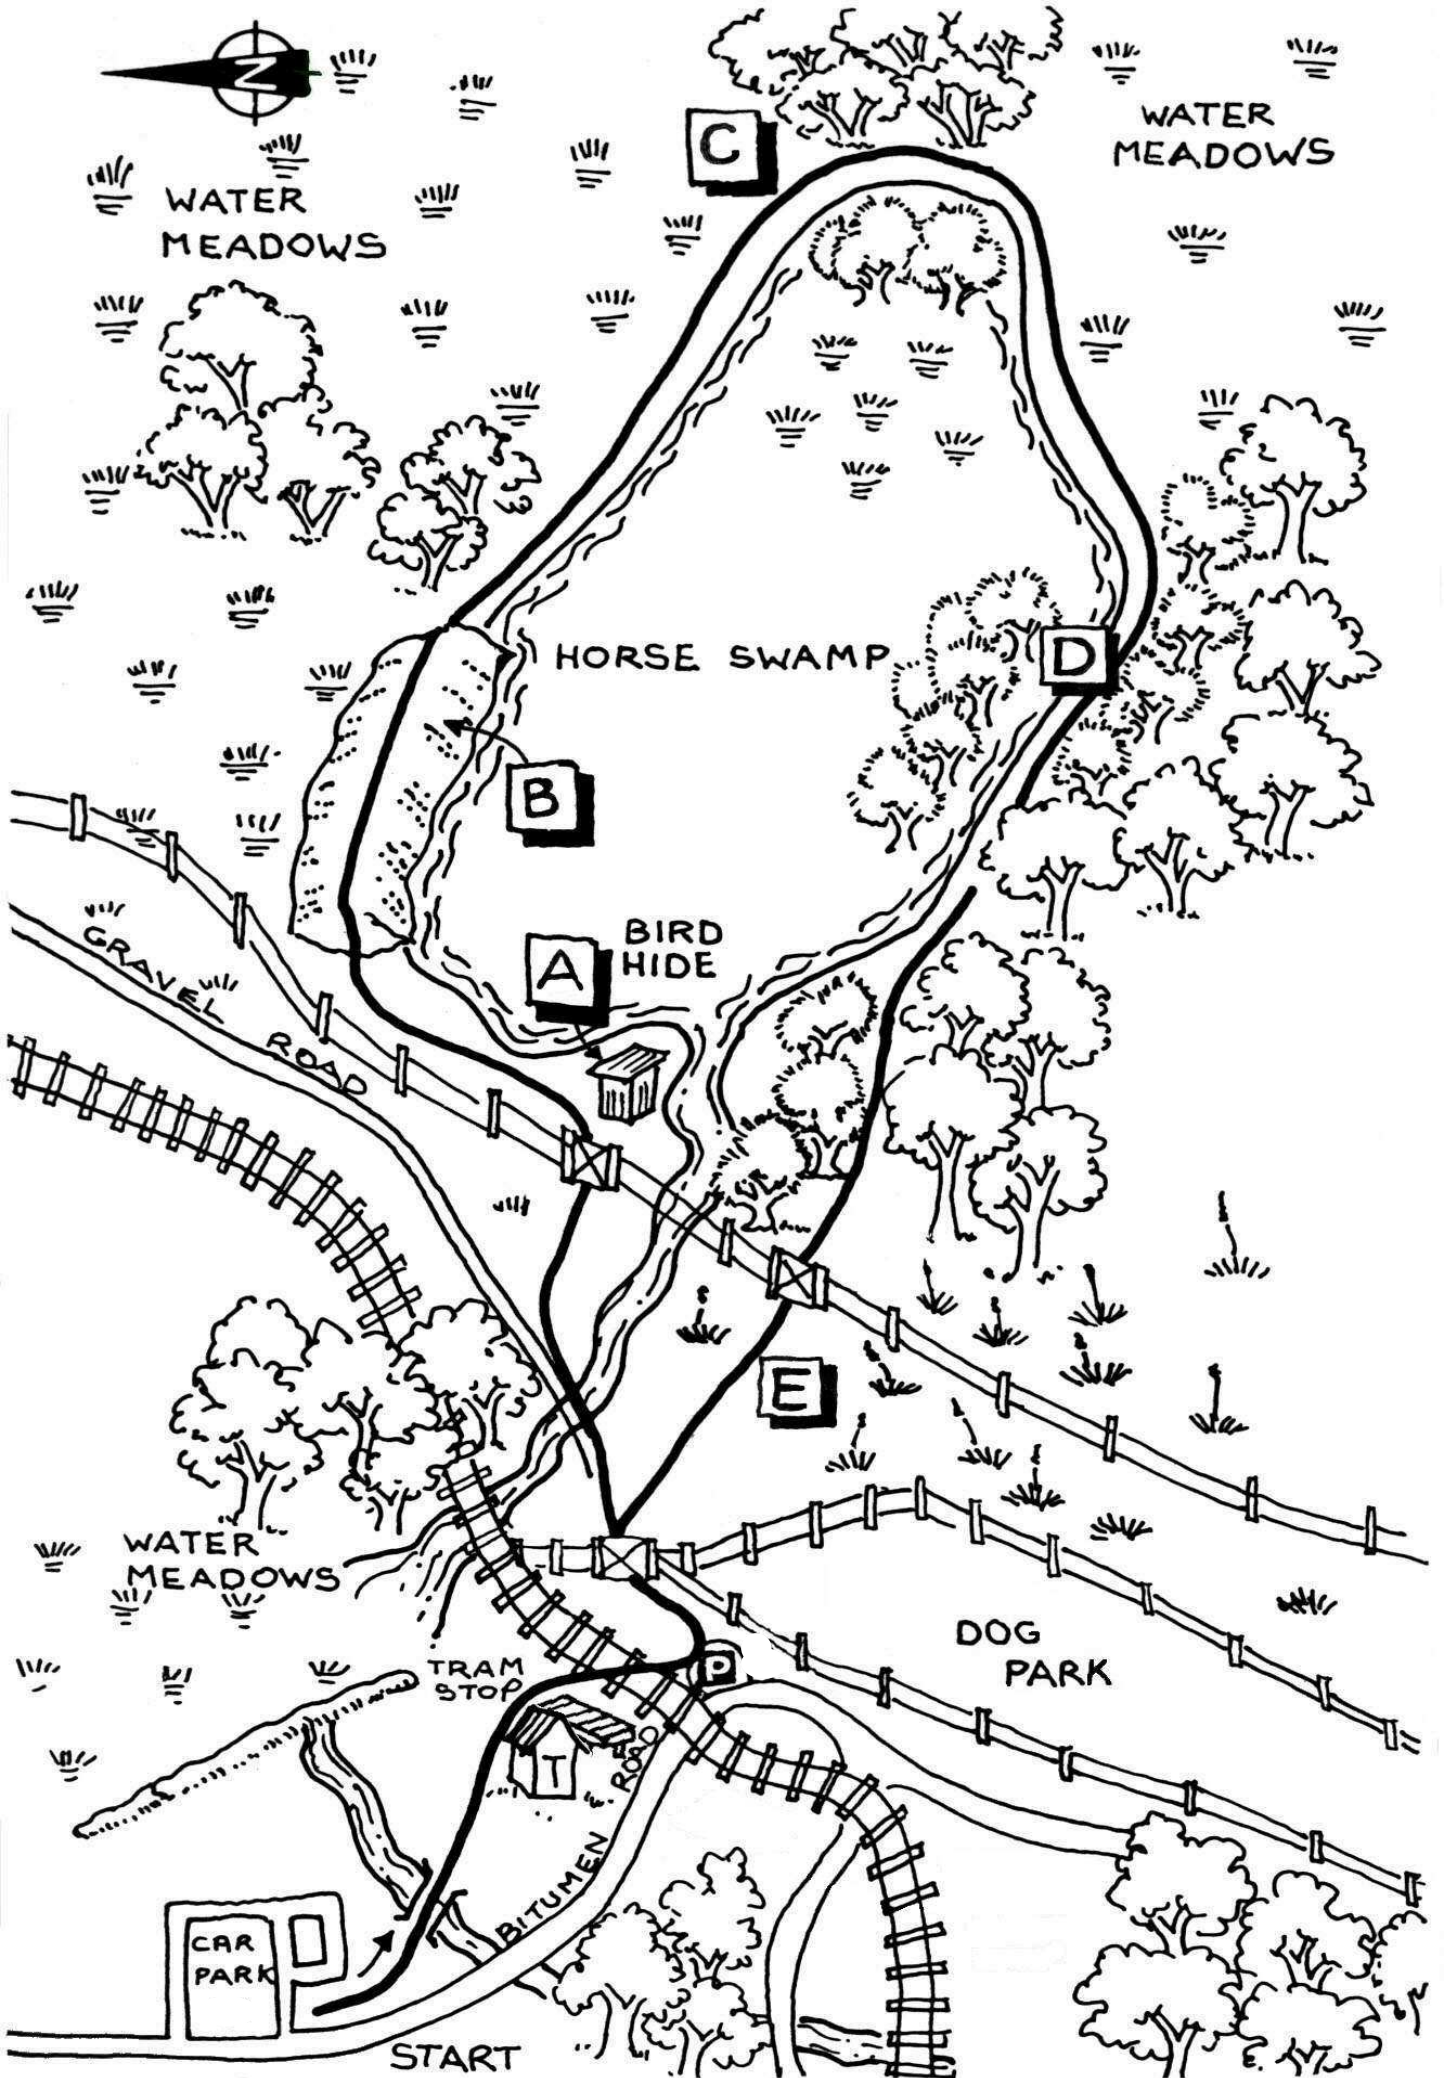 N
C
WATER
MEADOWS
WATER
MEADOWS
HORSE SWAMP
D
B
BIRD
HIDE
A
GRAVEL
ROAD
E
WATER
MEADOWS
DOG
PARK
TRAM
STOP
P
T
BITUMEN ROAD
CAR
PARK
START